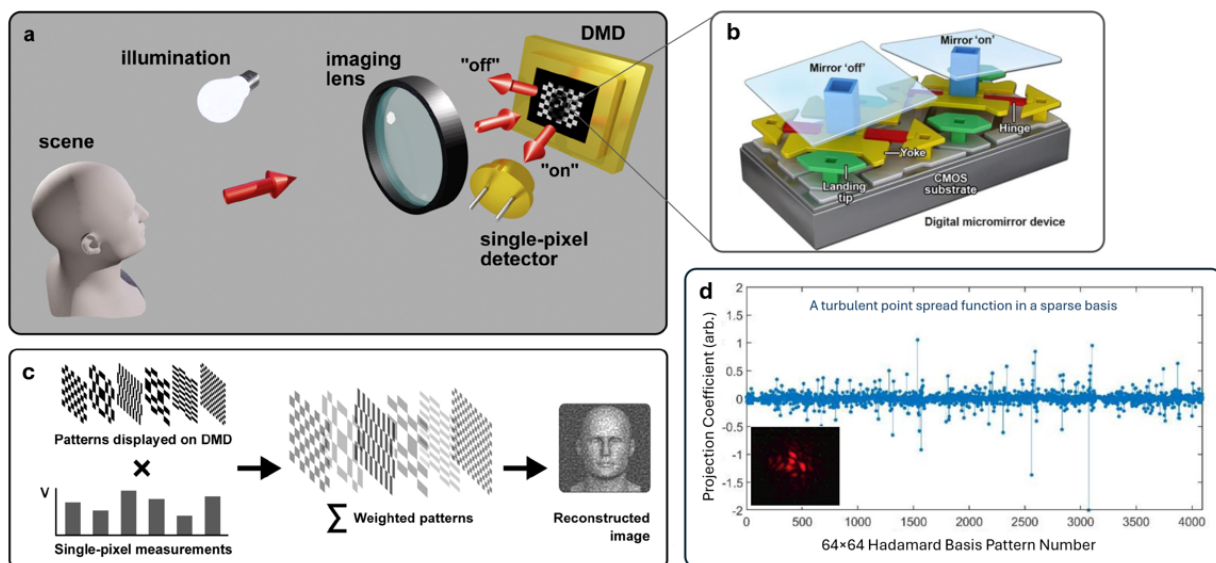 a
illumination
imaging
lens
DMD
"off"
"on"
scene
single-pixel
detector
b
Mirror 'on'
Mirror 'off'
Hinge
Yoke
Landing
tip
CMOS
substrate
Digital micromirror device
c
Patterns displayed on DMD
×
V
Single-pixel measurements
∑ Weighted patterns
Reconstructed
image
d
A turbulent point spread function in a sparse basis
Projection Coefficient (arb.)
2
1.5
1
0.5
0
-0.5
-1
-1.5
-2
0 500 1000 1500 2000 2500 3000 3500 4000
64×64 Hadamard Basis Pattern Number